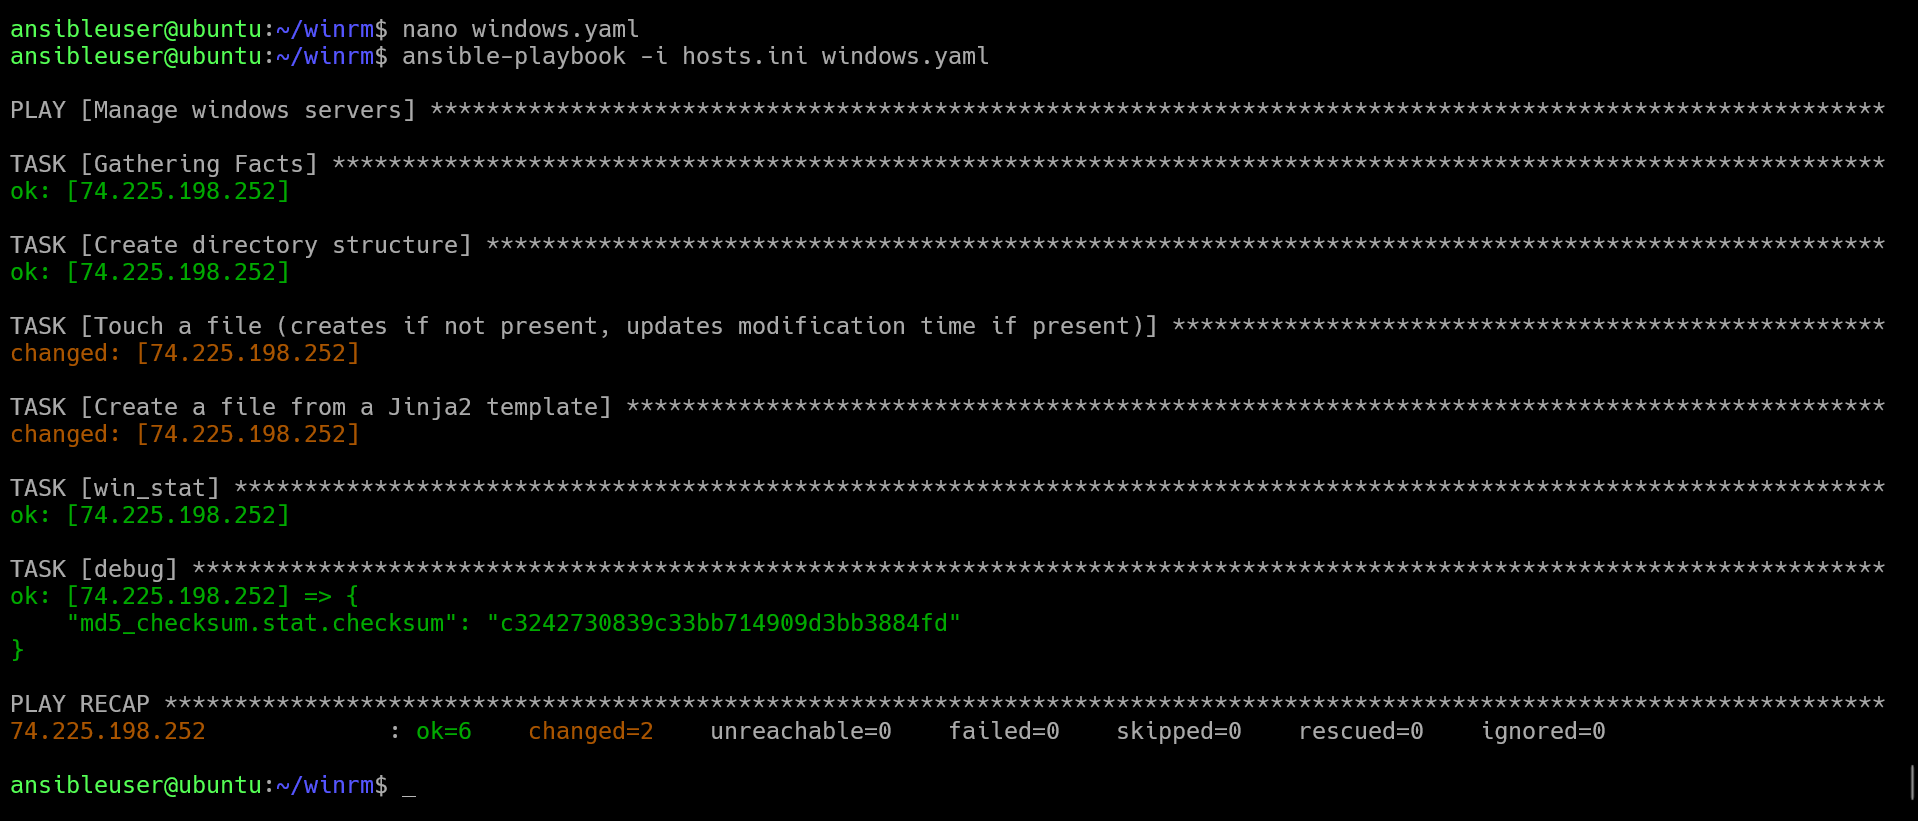 ansibleuser@ubuntu:~/winrm$ nano windows.yaml
ansibleuser@ubuntu:~/winrm$ ansible-playbook -i hosts.ini windows.yaml
PLAY [Manage windows servers] ********************************************************************************************************
TASK [Gathering Facts] ***************************************************************************************************************
ok: [74.225.198.252]
TASK [Create directory structure] ****************************************************************************************************
ok: [74.225.198.252]
TASK [Touch a file (creates if not present, updates modification time if present)] ***************************************************
changed: [74.225.198.252]
TASK [Create a file from a Jinja2 template] ******************************************************************************************
changed: [74.225.198.252]
TASK [win_stat] **********************************************************************************************************************
ok: [74.225.198.252]
TASK [debug] *************************************************************************************************************************
ok: [74.225.198.252] => {
    "md5_checksum.stat.checksum": "c3242730839c33bb714909d3bb3884fd"
}
PLAY RECAP ***************************************************************************************************************************
74.225.198.252             : ok=6    changed=2    unreachable=0    failed=0    skipped=0    rescued=0    ignored=0
ansibleuser@ubuntu:~/winrm$ _